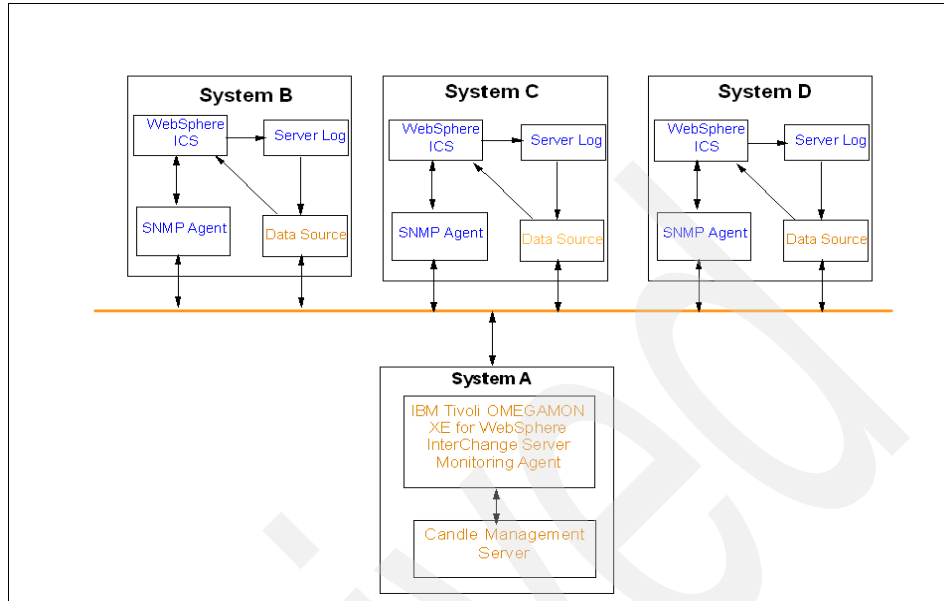 System B
WebSphere
ICS
Server Log
SNMP Agent
Data Source
System C
WebSphere
ICS
Server Log
SNMP Agent
Data Source
System D
WebSphere
ICS
Server Log
SNMP Agent
Data Source
System A
IBM Tivoli OMEGAMON
XE for WebSphere
InterChange Server
Monitoring Agent
Candle Management
Server